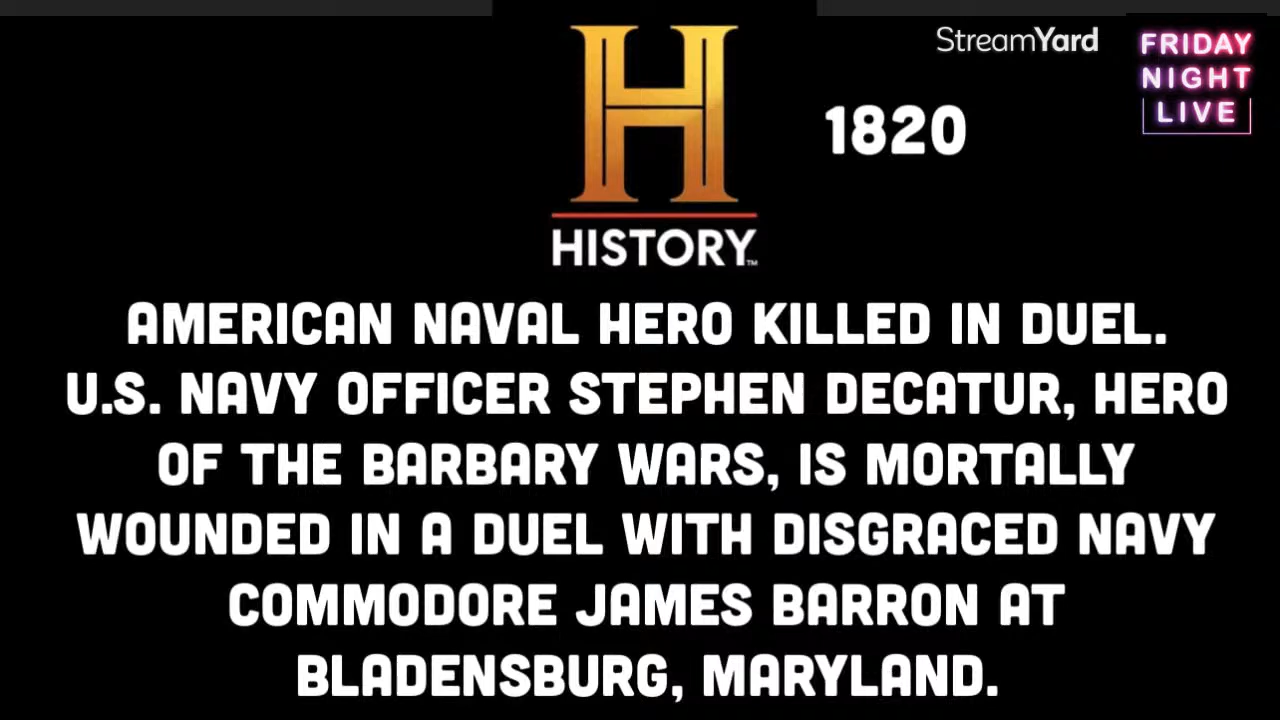 StreamYard
FRIDAY
NIGHT
LIVE
H
1820
HISTORY™
AMERICAN NAVAL HERO KILLED IN DUEL.
U.S. NAVY OFFICER STEPHEN DECATUR, HERO
OF THE BARBARY WARS, IS MORTALLY
WOUNDED IN A DUEL WITH DISGRACED NAVY
COMMODORE JAMES BARRON AT
BLADENSBURG, MARYLAND.